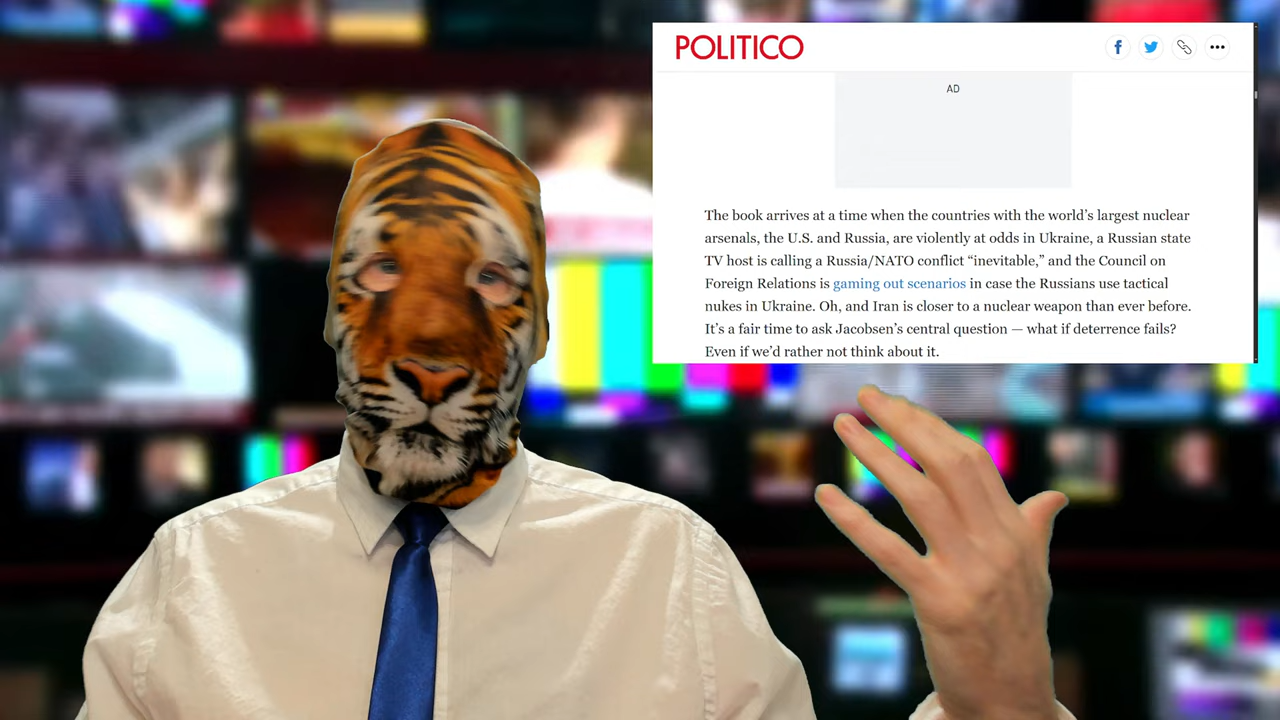 POLITICO
AD
The book arrives at a time when the countries with the world’s largest nuclear
arsenals, the U.S. and Russia, are violently at odds in Ukraine, a Russian state
TV host is calling a Russia/NATO conflict “inevitable,” and the Council on
Foreign Relations is gaming out scenarios in case the Russians use tactical
nukes in Ukraine. Oh, and Iran is closer to a nuclear weapon than ever before.
It’s a fair time to ask Jacobsen’s central question — what if deterrence fails?
Even if we’d rather not think about it.